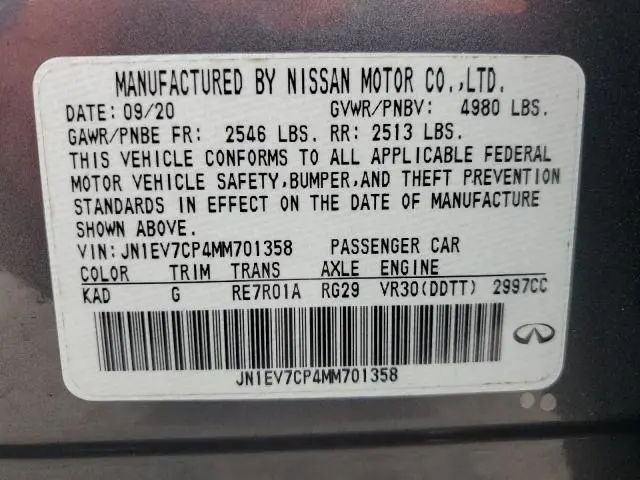 MANUFACTURED BY NISSAN MOTOR CO.,LTD.
DATE: 09/20 GVWR/PNBV: 4980 LBS.
GAWR/PNBE FR: 2546 LBS. RR: 2513 LBS.
THIS VEHICLE CONFORMS TO ALL APPLICABLE FEDERAL
MOTOR VEHICLE SAFETY,BUMPER,AND THEFT PREVENTION
STANDARDS IN EFFECT ON THE DATE OF MANUFACTURE
SHOWN ABOVE.
VIN:JN1EV7CP4MM701358 PASSENGER CAR
COLOR TRIM TRANS AXLE ENGINE
KAD G RE7R01A RG29 VR30(DDTT) 2997CC
JN1EV7CP4MM701358